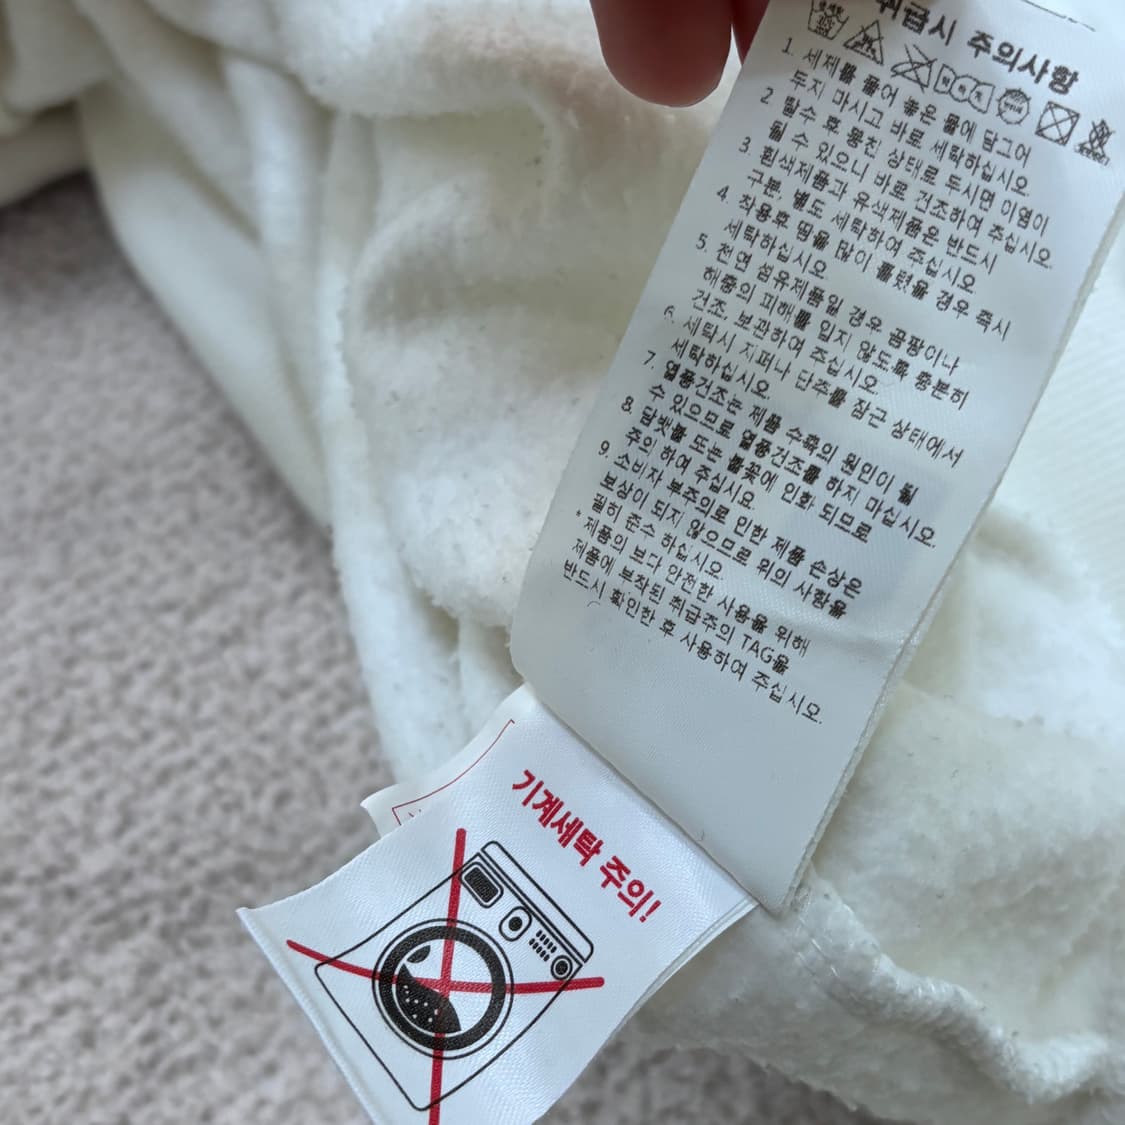 취급시 주의사항
1. 세제를 풀어 놓은 물에 담그어
두지 마시고 바로 세탁하십시오.
2. 탈수 후 뭉친 상태로 두시면 이염이
될 수 있으니 바로 건조하여 주십시오.
3. 흰색제품과 유색제품은 반드시
구분, 별도 세탁하여 주십시오.
4. 착용후 땀을 많이 흘렸을 경우 즉시
세탁하십시오.
5. 천연 섬유제품일 경우 곰팡이나
해충의 피해를 입지 않도록 충분히
건조 보관하여 주십시오.
6. 세탁시 지퍼나 단추를 잠근 상태에서
세탁하십시오.
7. 열풍건조는 제품 수축의 원인이 될
수 있으므로 열풍건조를 하지 마십시오.
8. 담뱃불 또는 불꽃에 인화 되므로
주의 하여 주십시요.
9. 소비자 부주의로 인한 제품 손상은
보상이 되지 않으므로 위의 사항을
필히 준수 하십시오.
* 제품의 보다 안전한 사용을 위해
제품에 부착된 취급주의 TAG을
반드시 확인한 후 사용하여 주십시오.
기계세탁 주의!